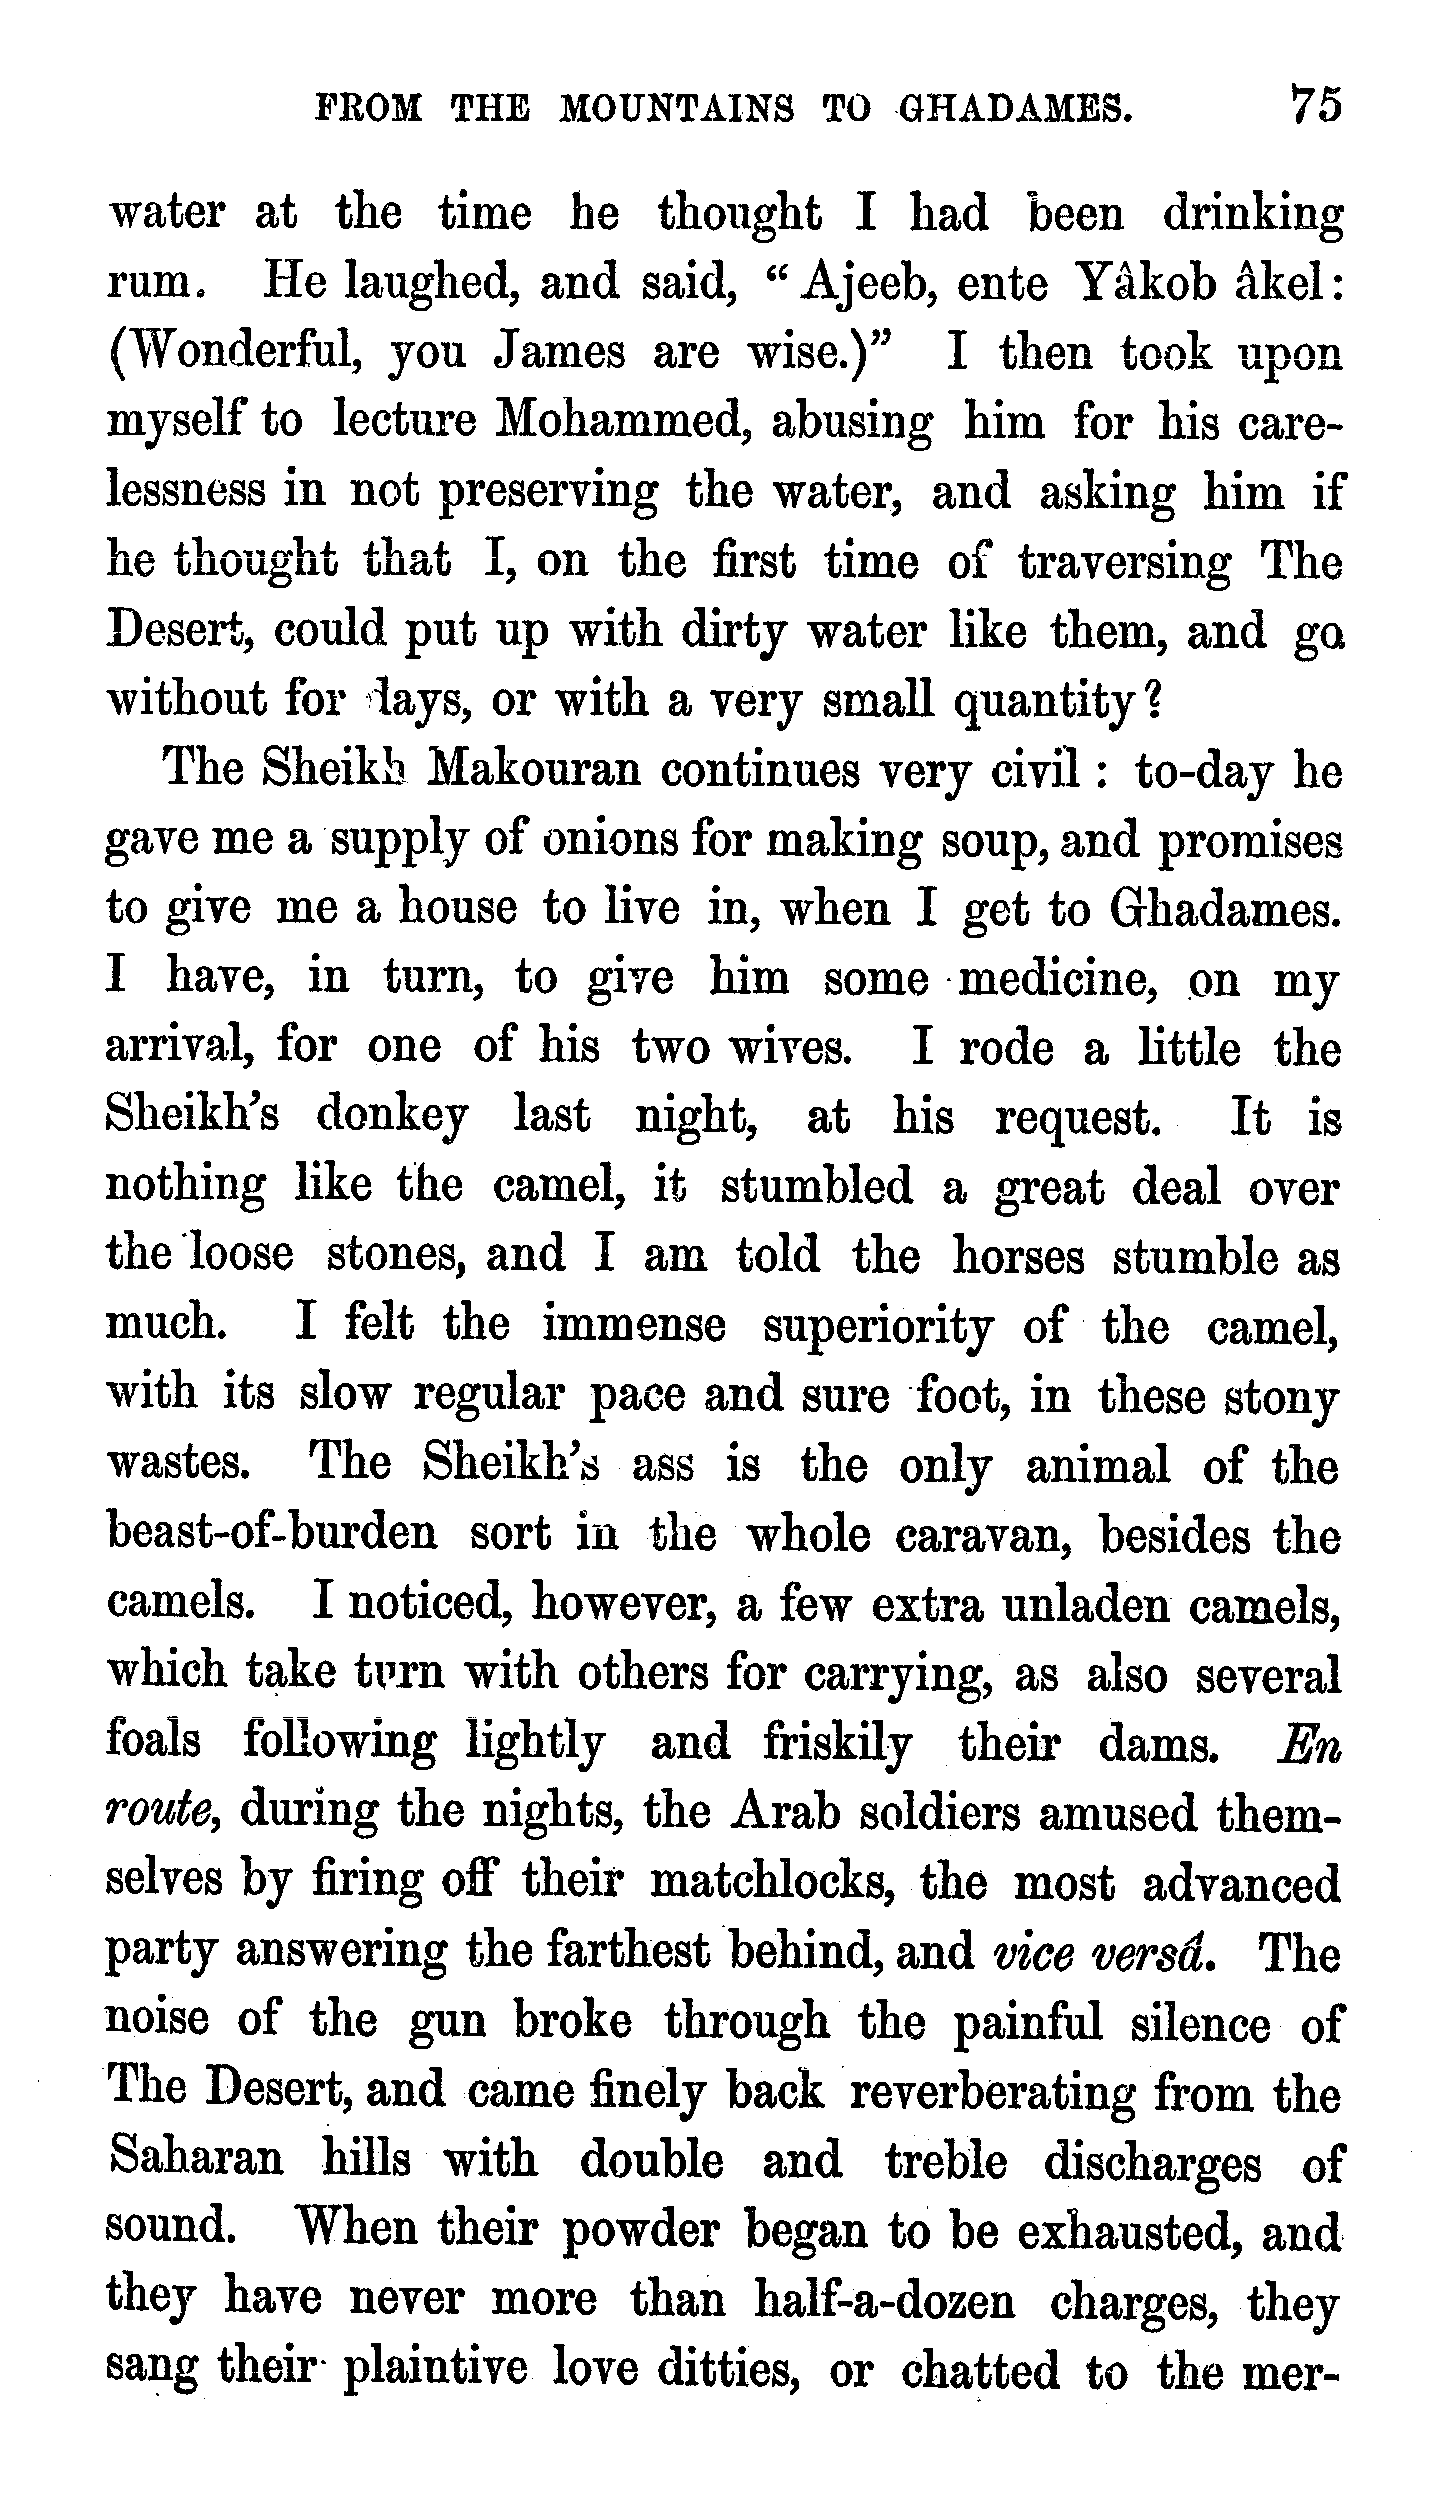 FROM THE MOUNTAINS TO GHADAMES. 75
water at the time he thought I had been drinking
rum. He laughed, and said, “Ajeeb, ente Yâkob âkel:
(Wonderful, you James are wise.)” I then took upon
myself to lecture Mohammed, abusing him for his care-
lessness in not preserving the water, and asking him if
he thought that I, on the first time of traversing The
Desert, could put up with dirty water like them, and go
without for days, or with a very small quantity?
The Sheikh Makouran continues very civil : to-day he
gave me a supply of onions for making soup, and promises
to give me a house to live in, when I get to Ghadames.
I have, in turn, to give him some medicine, on my
arrival, for one of his two wives. I rode a little the
Sheikh’s donkey last night, at his request. It is
nothing like the camel, it stumbled a great deal over
the loose stones, and I am told the horses stumble as
much. I felt the immense superiority of the camel,
with its slow regular pace and sure foot, in these stony
wastes. The Sheikh’s ass is the only animal of the
beast-of-burden sort in the whole caravan, besides the
camels. I noticed, however, a few extra unladen camels,
which take turn with others for carrying, as also several
foals following lightly and friskily their dams. En
route, during the nights, the Arab soldiers amused them-
selves by firing off their matchlocks, the most advanced
party answering the farthest behind, and vice versâ. The
noise of the gun broke through the painful silence of
The Desert, and came finely back reverberating from the
Saharan hills with double and treble discharges of
sound. When their powder began to be exhausted, and
they have never more than half-a-dozen charges, they
sang their plaintive love ditties, or chatted to the mer-